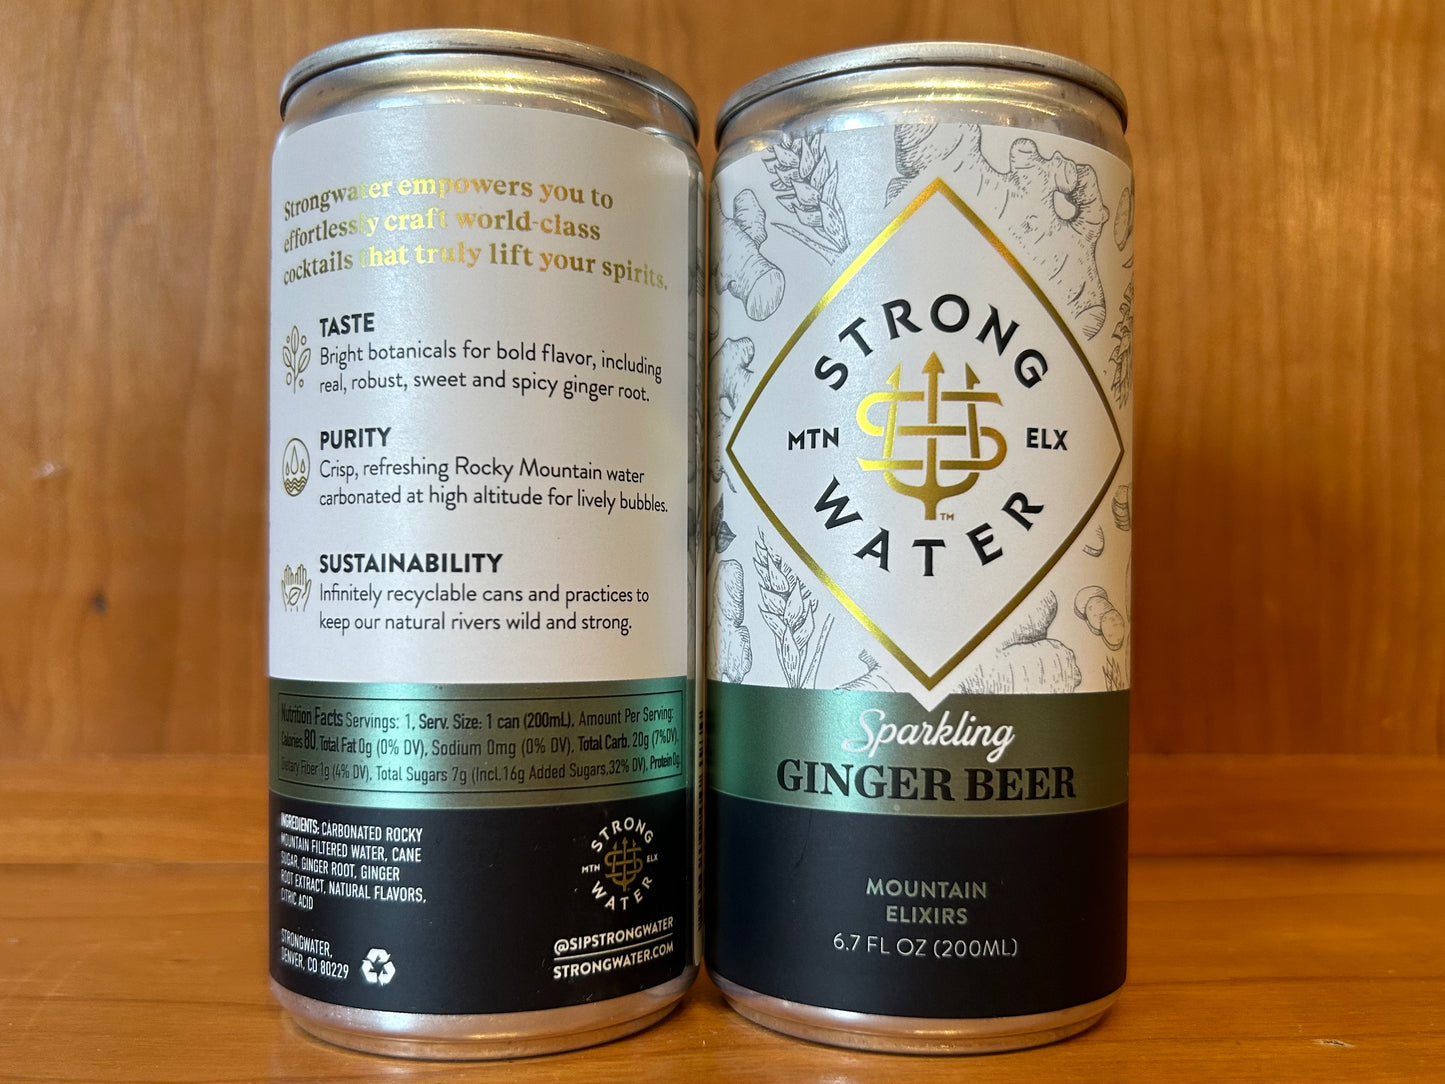 Strongwater empowers you to
effortlessly craft world-class
cocktails that truly lift your spirits.
TASTE
Bright botanicals for bold flavor, including
real, robust, sweet and spicy ginger root.
PURITY
Crisp, refreshing Rocky Mountain water
carbonated at high altitude for lively bubbles.
SUSTAINABILITY
Infinitely recyclable cans and practices to
keep our natural rivers wild and strong.
Nutrition Facts Servings: 1, Serv. Size: 1 can (200mL), Amount Per Serving:
Calories 80, Total Fat 0g (0% DV), Sodium 0mg (0% DV), Total Carb. 20g (7%DV),
Dietary Fiber 1g (4% DV), Total Sugars 7g (Incl.16g Added Sugars,32% DV), Protein 0g.
INGREDIENTS: CARBONATED ROCKY
MOUNTAIN FILTERED WATER, CANE
SUGAR, GINGER ROOT, GINGER
ROOT EXTRACT, NATURAL FLAVORS,
CITRIC ACID
STRONGWATER,
DENVER, CO 80229
STRONG
MTN ELX
WATER
@SIPSTRONGWATER
STRONGWATER.COM
STRONG
MTN ELX
TM
WATER
Sparkling
GINGER BEER
MOUNTAIN
ELIXIRS
6.7 FL OZ (200ML)